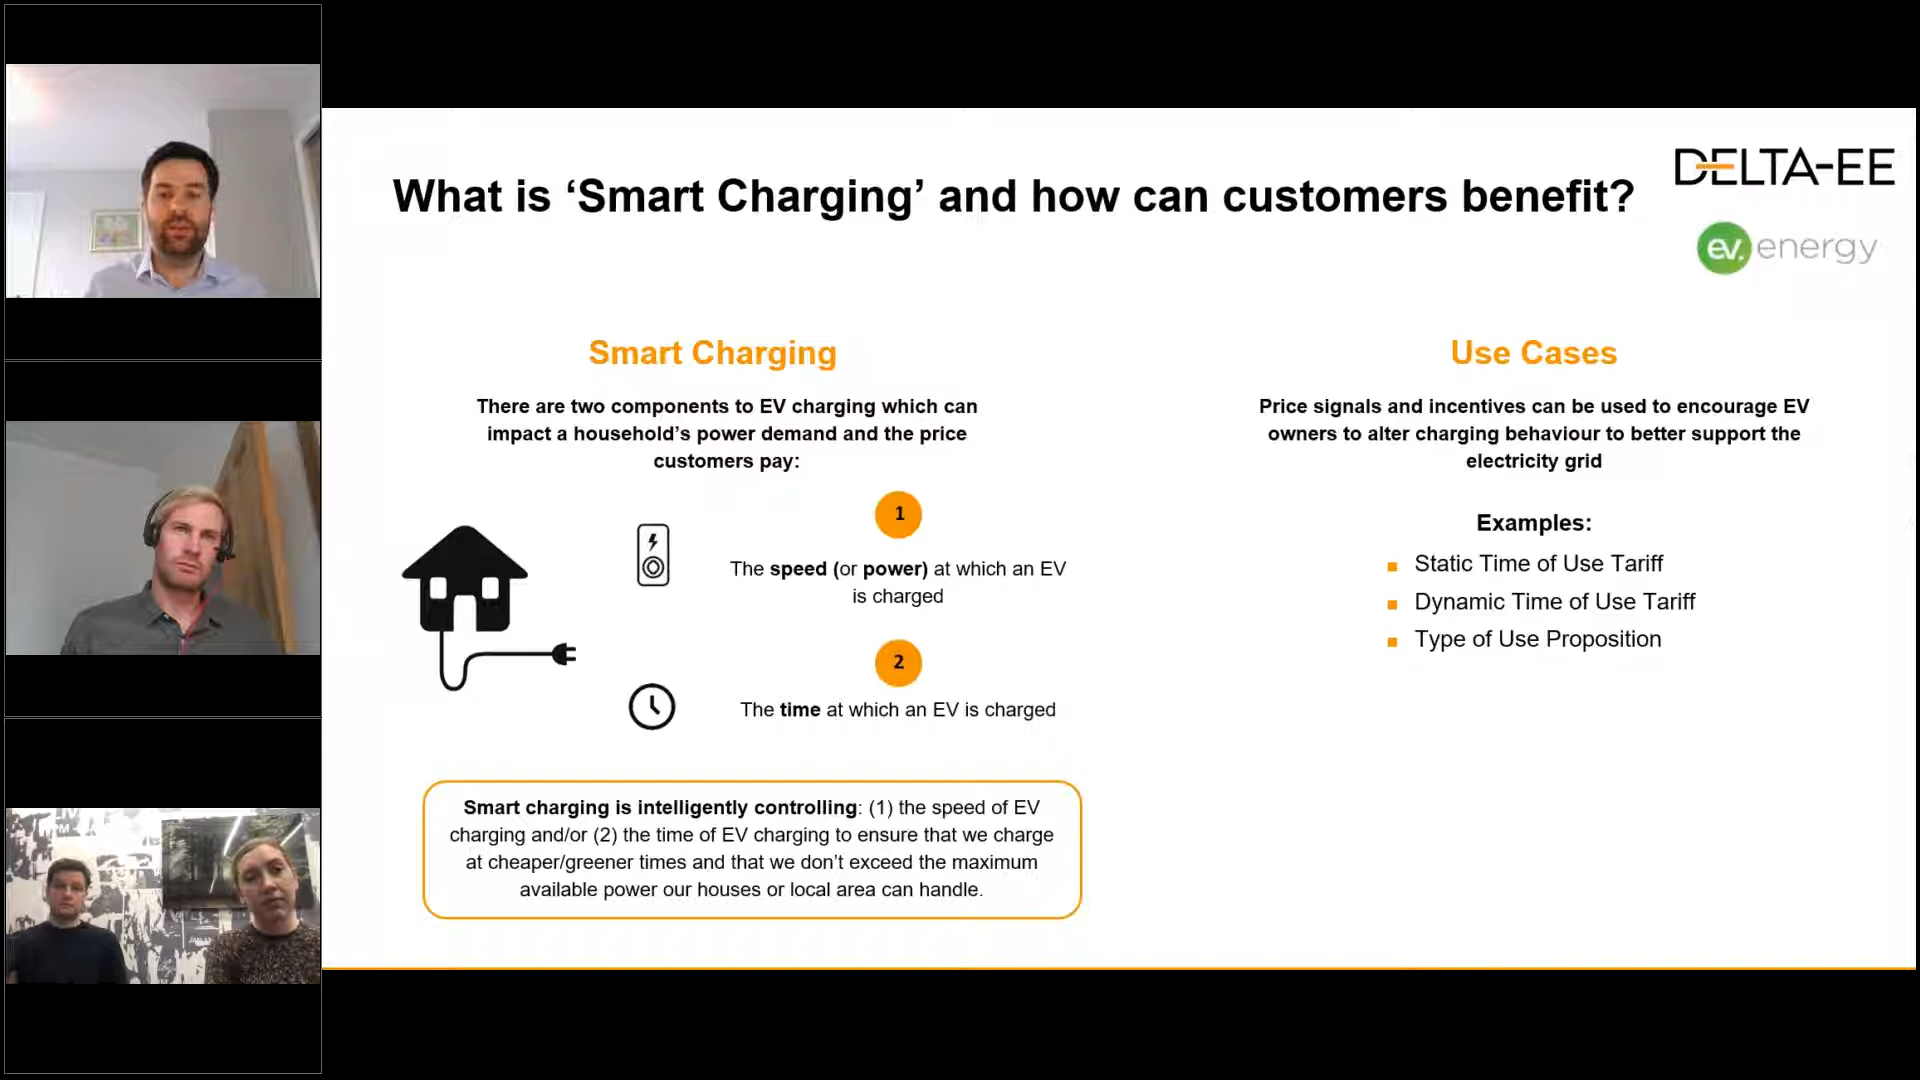 What is ‘Smart Charging’ and how can customers benefit?
DELTA-EE
ev.energy
Smart Charging
There are two components to EV charging which can
impact a household’s power demand and the price
customers pay:
1
The speed (or power) at which an EV
is charged
2
The time at which an EV is charged
Smart charging is intelligently controlling: (1) the speed of EV
charging and/or (2) the time of EV charging to ensure that we charge
at cheaper/greener times and that we don’t exceed the maximum
available power our houses or local area can handle.
Use Cases
Price signals and incentives can be used to encourage EV
owners to alter charging behaviour to better support the
electricity grid
Examples:
Static Time of Use Tariff
Dynamic Time of Use Tariff
Type of Use Proposition